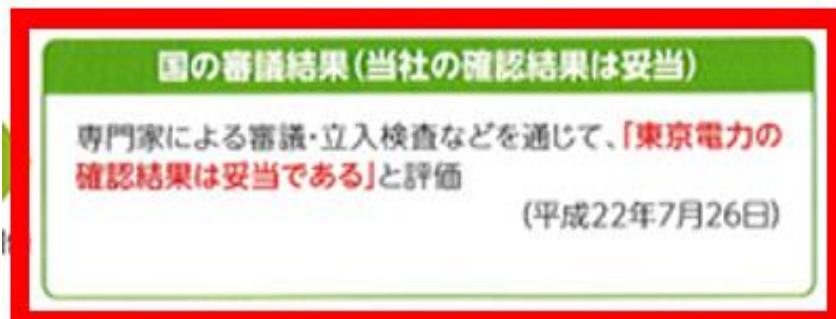 国の審議結果(当社の確認結果は妥当)
専門家による審議・立入検査などを通じて、「東京電力の
確認結果は妥当である」と評価
(平成22年7月26日)